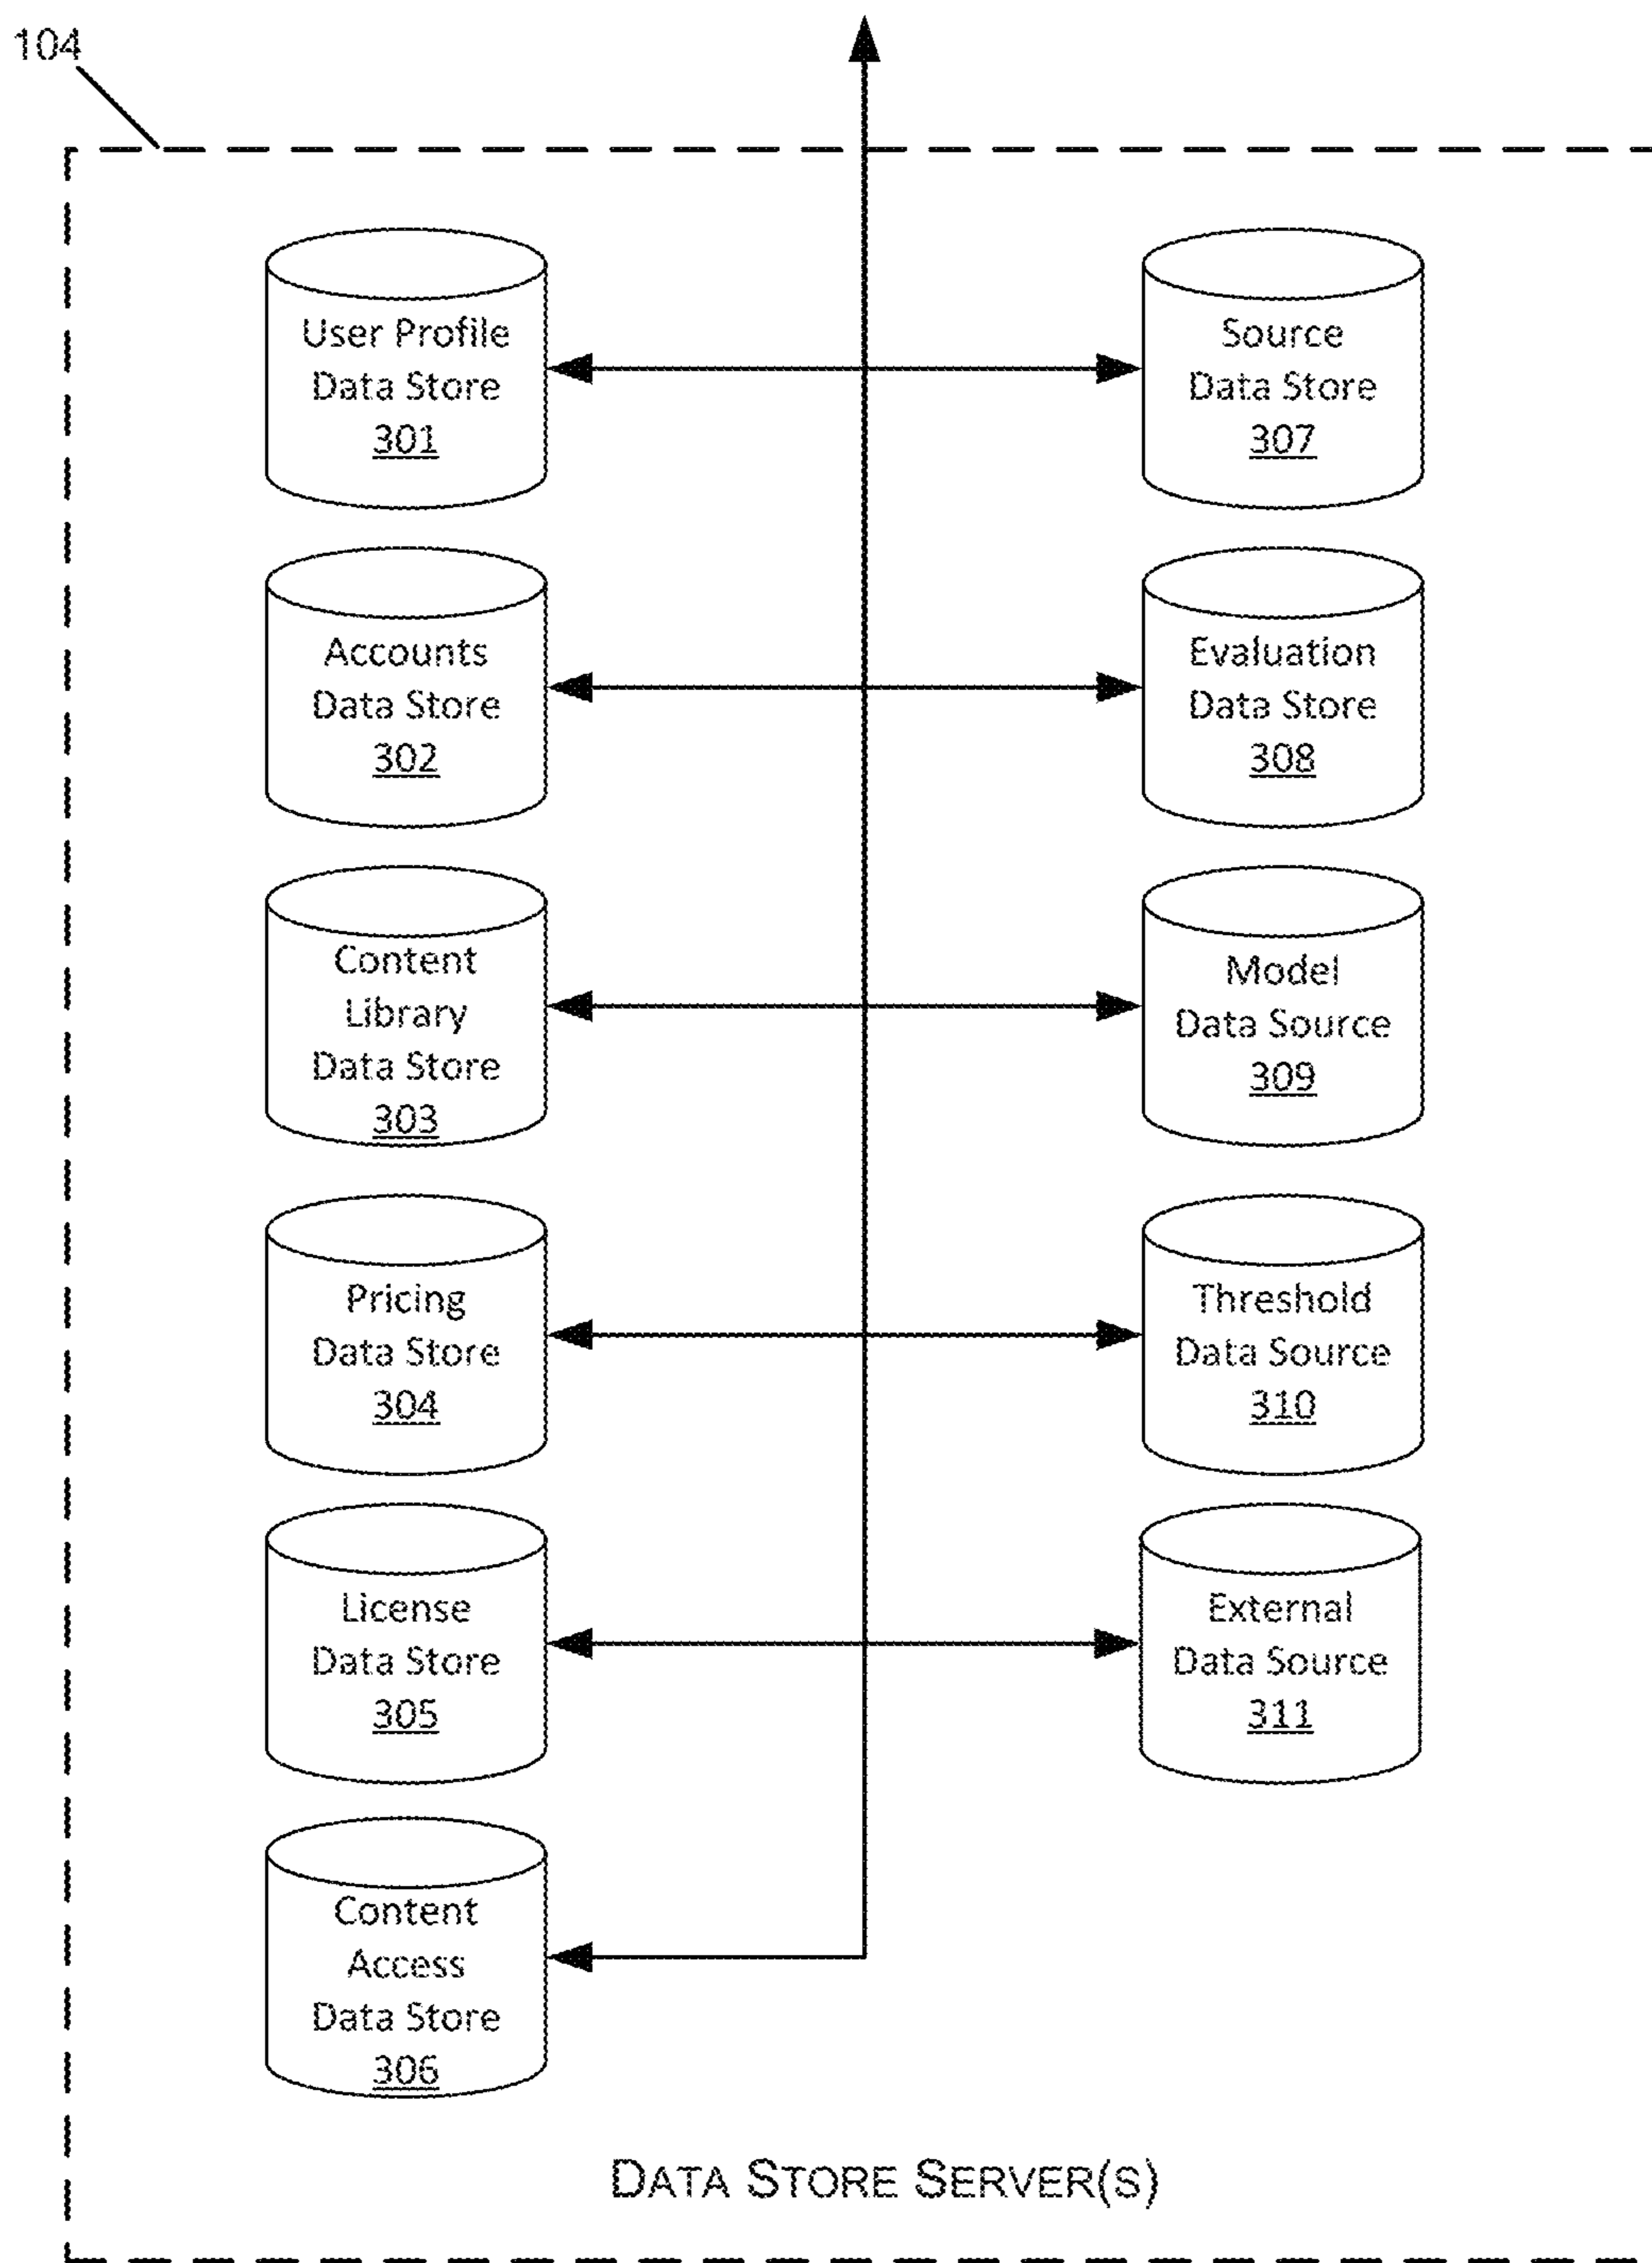 104
User Profile
Data Store
301
Source
Data Store
307
Accounts
Data Store
302
Evaluation
Data Store
308
Content
Library
Data Store
303
Model
Data Source
309
Pricing
Data Store
304
Threshold
Data Source
310
License
Data Store
305
External
Data Source
311
Content
Access
Data Store
306
DATA STORE SERVER(S)